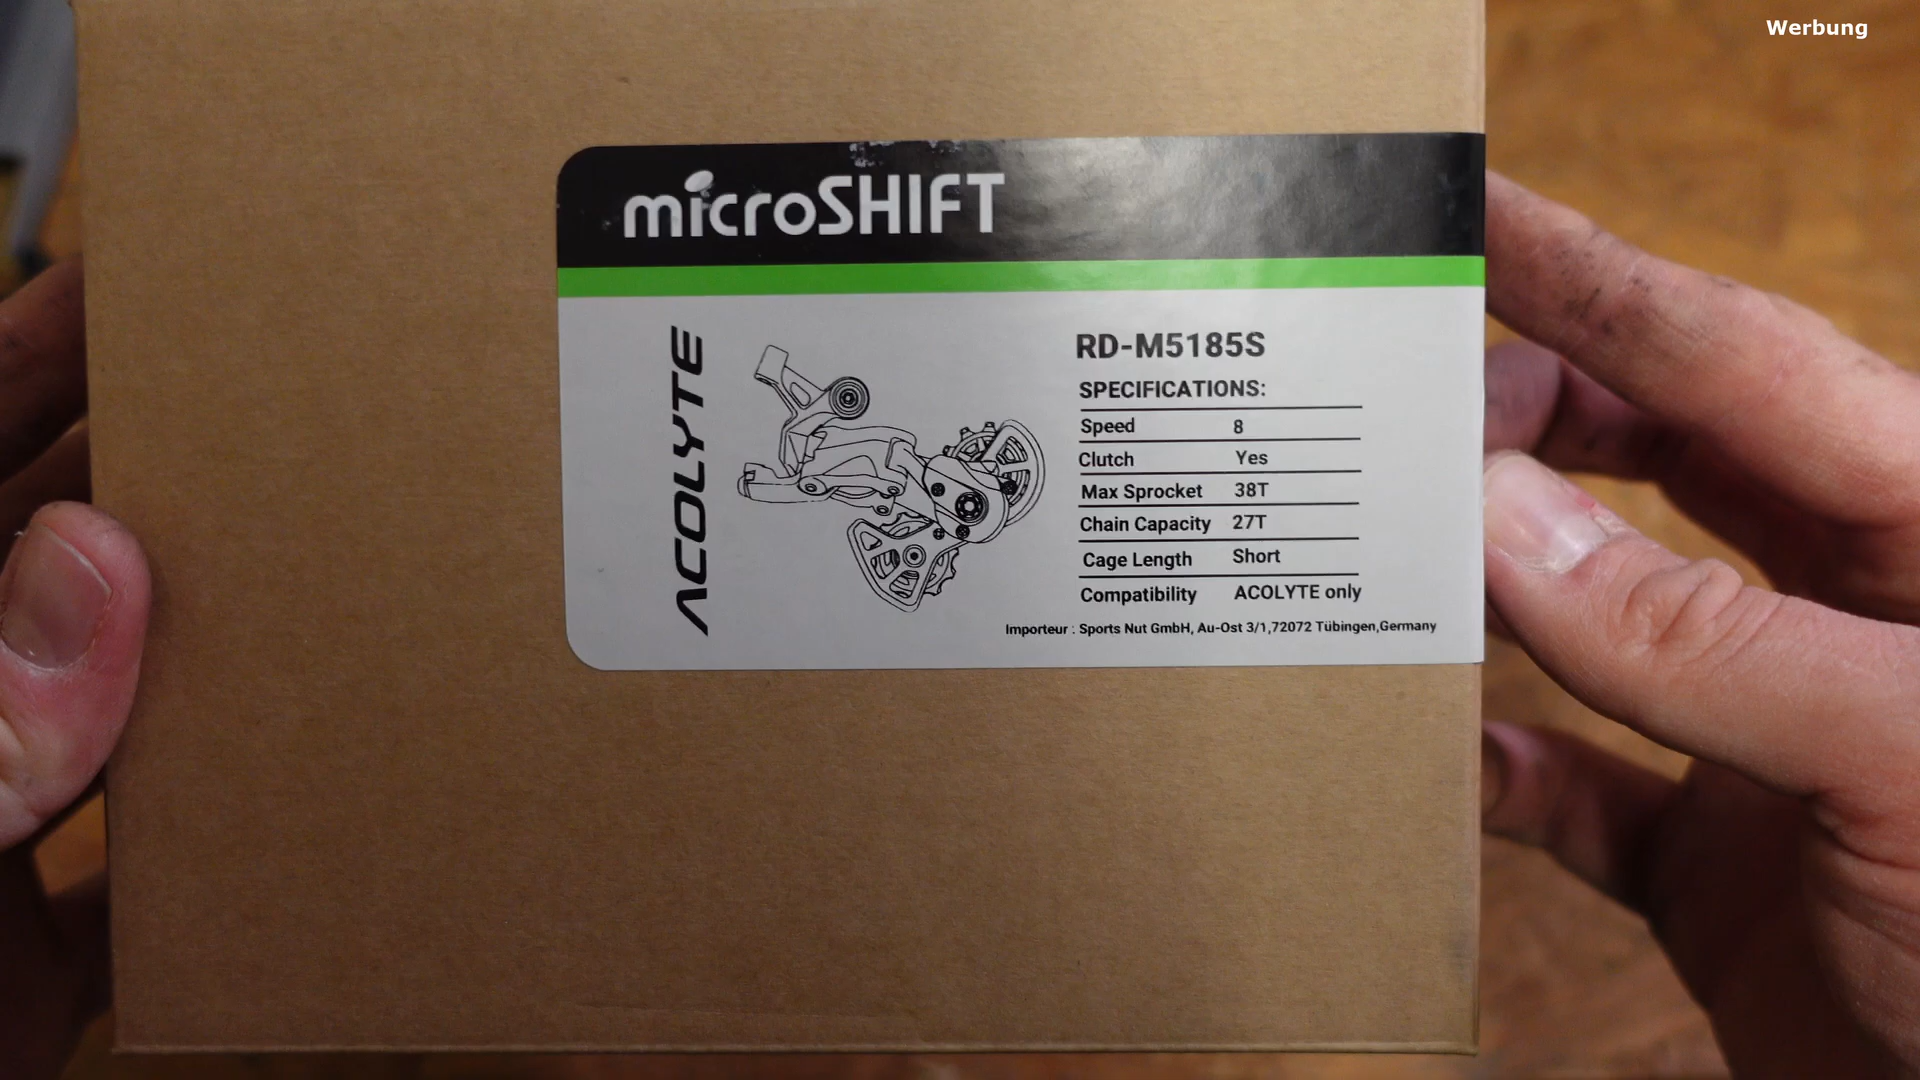 Werbung
microSHIFT
ACOLYTE
RD-M5185S
SPECIFICATIONS:
Speed 8
Clutch Yes
Max Sprocket 38T
Chain Capacity 27T
Cage Length Short
Compatibility ACOLYTE only
Importeur : Sports Nut GmbH, Au-Ost 3/1,72072 Tübingen,Germany